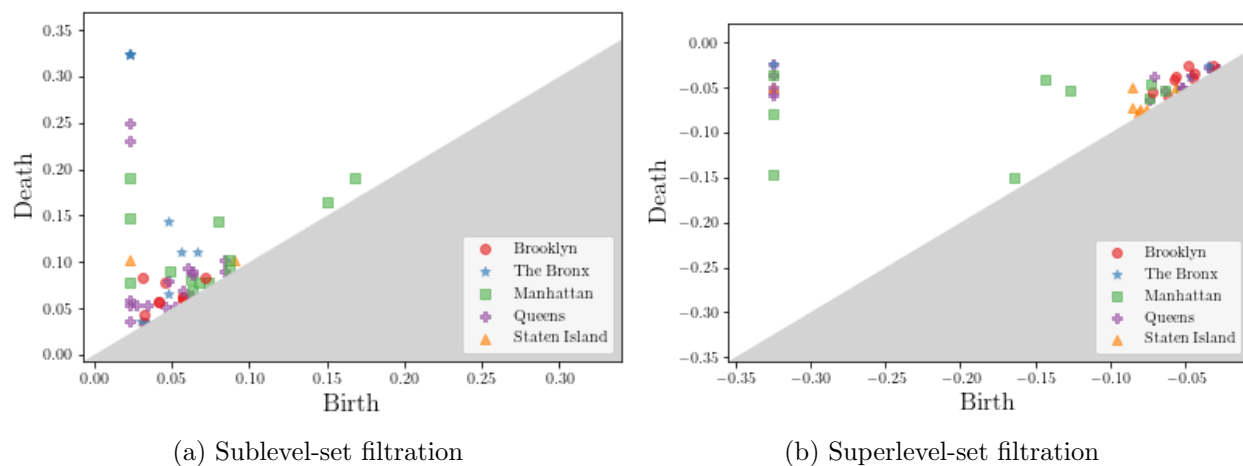 0.35
0.30
0.25
0.20
0.15
0.10
0.05
0.00
Death
0.00 0.05 0.10 0.15 0.20 0.25 0.30
Birth
Brooklyn
The Bronx
Manhattan
Queens
Staten Island
(a) Sublevel-set filtration
0.00
−0.05
−0.10
−0.15
−0.20
−0.25
−0.30
−0.35
Death
−0.35 −0.30 −0.25 −0.20 −0.15 −0.10 −0.05
Birth
Brooklyn
The Bronx
Manhattan
Queens
Staten Island
(b) Superlevel-set filtration